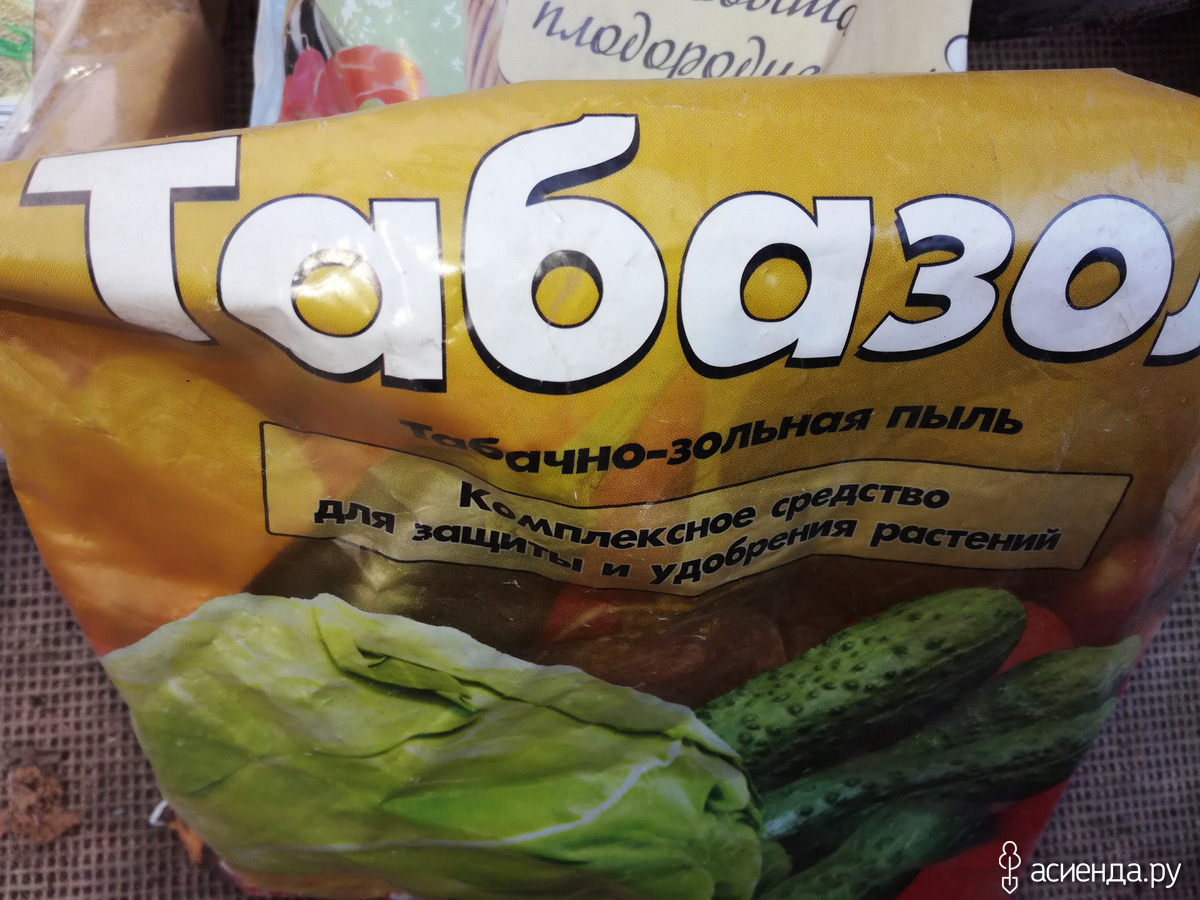 плодородие
Табазол
Табачно-зольная пыль
Комплексное средство
для защиты и удобрения растений
асиенда.ру